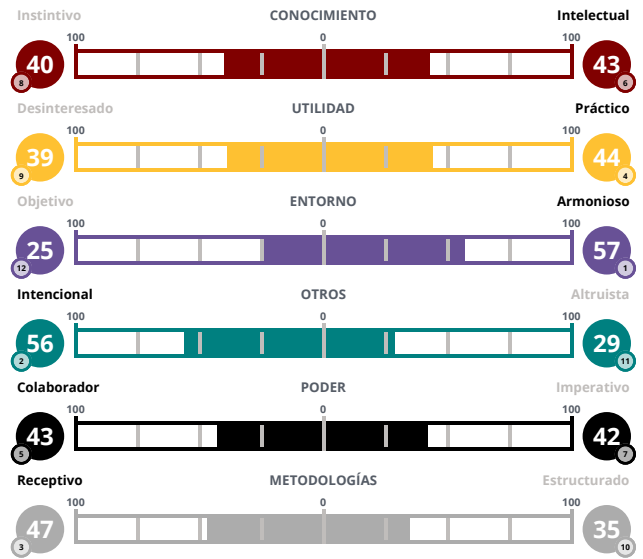 Instintivo CONOCIMIENTO Intelectual
100 0 100
40 43
8 6
Desinteresado UTILIDAD Práctico
100 0 100
39 44
9 4
Objetivo ENTORNO Armonioso
100 0 100
25 57
12 1
Intencional OTROS Altruista
100 0 100
56 29
2 11
Colaborador PODER Imperativo
100 0 100
43 42
5 7
Receptivo METODOLOGÍAS Estructurado
100 0 100
47 35
3 10